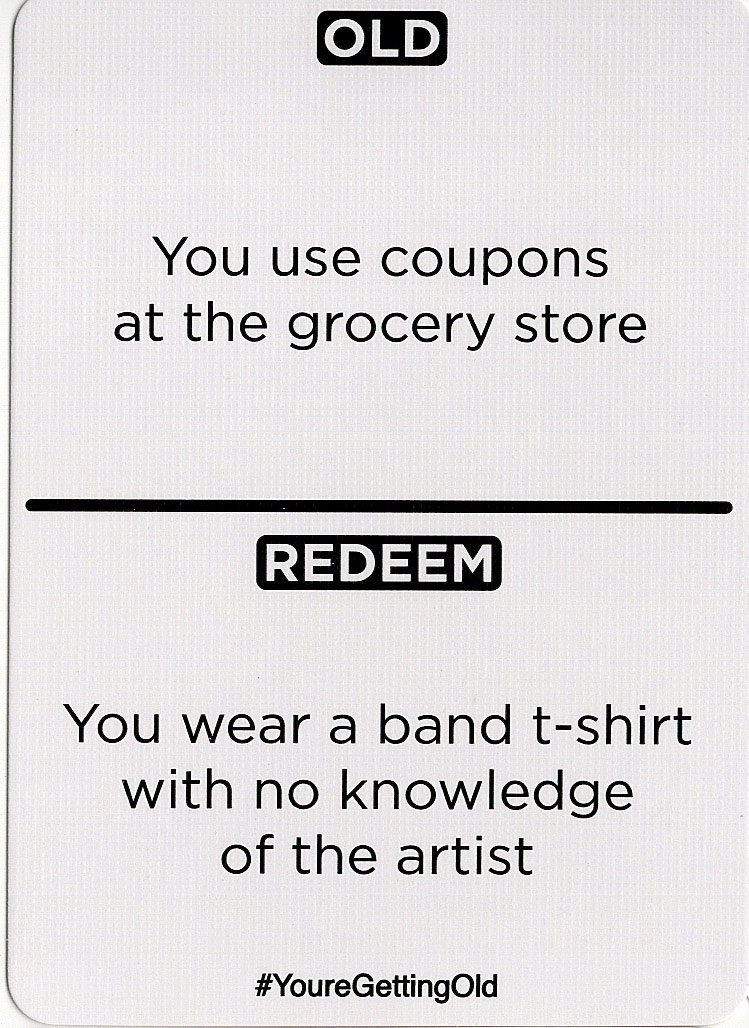 OLD
You use coupons
at the grocery store
REDEEM
You wear a band t-shirt
with no knowledge
of the artist
#YoureGettingOld